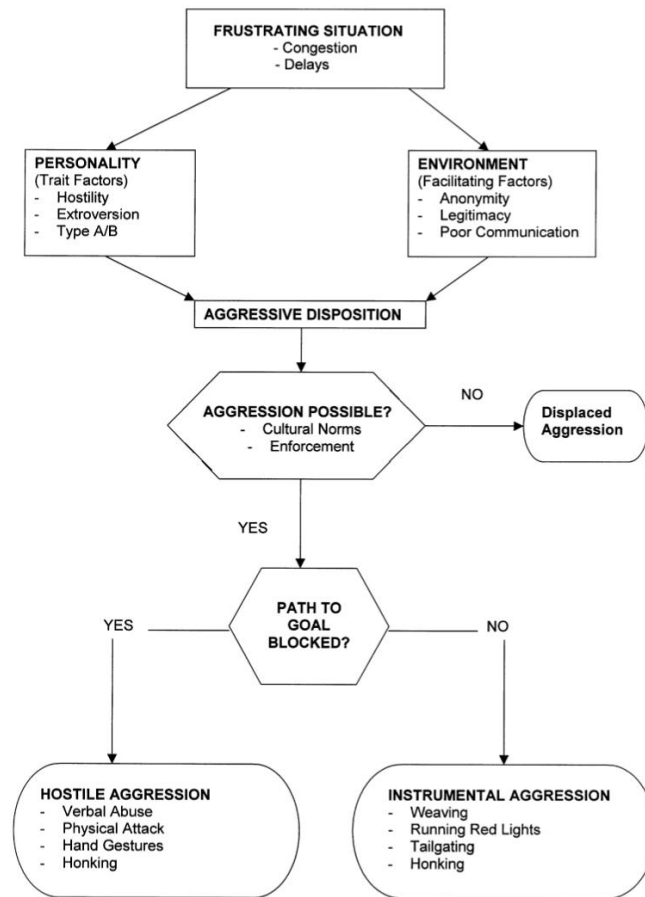 FRUSTRATING SITUATION
- Congestion
- Delays
PERSONALITY
(Trait Factors)
- Hostility
- Extroversion
- Type A/B
ENVIRONMENT
(Facilitating Factors)
- Anonymity
- Legitimacy
- Poor Communication
AGGRESSIVE DISPOSITION
AGGRESSION POSSIBLE?
- Cultural Norms
- Enforcement
NO
Displaced
Aggression
YES
PATH TO
GOAL
BLOCKED?
YES
NO
HOSTILE AGGRESSION
- Verbal Abuse
- Physical Attack
- Hand Gestures
- Honking
INSTRUMENTAL AGGRESSION
- Weaving
- Running Red Lights
- Tailgating
- Honking